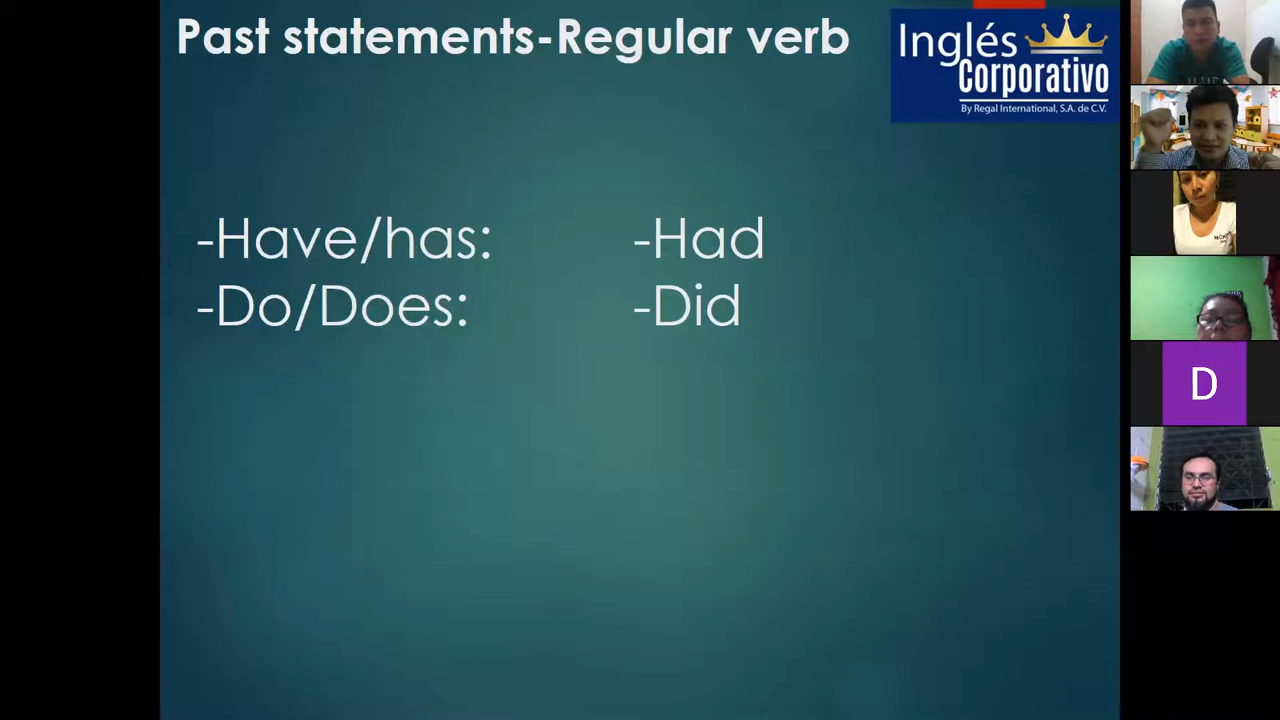 Past statements-Regular verb
Inglés
Corporativo
By Regal International, S.A. de C.V.
-Have/has:
-Had
-Do/Does:
-Did
D